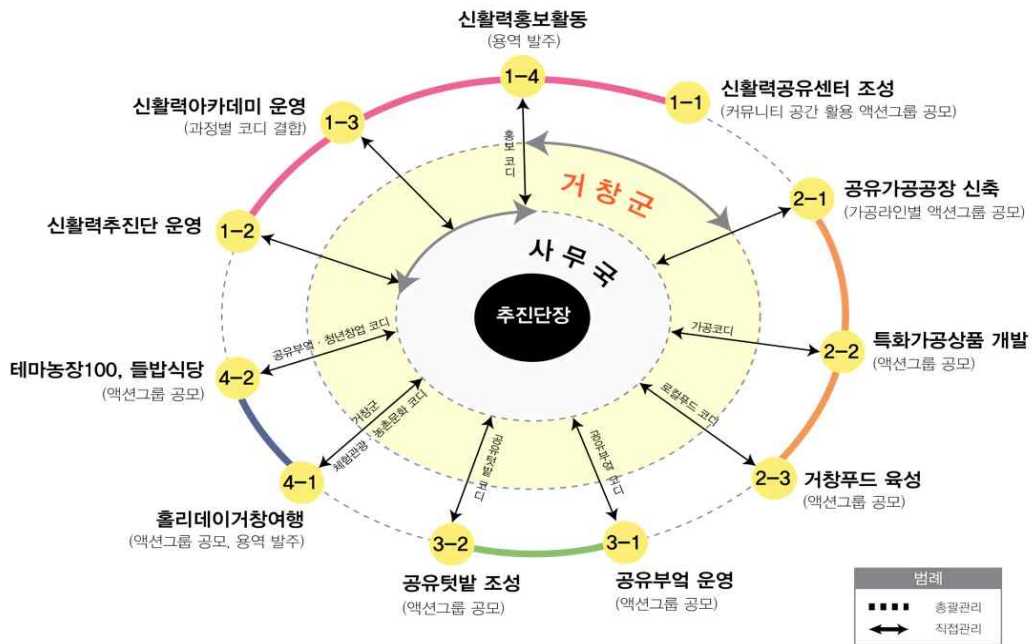 신활력홍보활동
(용역 발주)
1-4
신활력공유센터 조성
(커뮤니티 공간 활용 액션그룹 공모)
1-1
신활력아카데미 운영
(과정별 코디 결합)
1-3
홍보 코디
거창군
공유가공공장 신축
(가공라인별 액션그룹 공모)
2-1
신활력추진단 운영
1-2
사무국
추진단장
가공코디
특화가공상품 개발
(액션그룹 공모)
2-2
테마농장100, 들밥식당
(액션그룹 공모)
4-2
공유부엌·청년창업 코디
로컬푸드 코디
거창푸드 육성
(액션그룹 공모)
2-3
거창군
체험관광·농촌문화 코디
4-1
홀리데이거창여행
(액션그룹 공모, 용역 발주)
공유텃밭 코디
3-2
공유텃밭 조성
(액션그룹 공모)
3-1
공유부엌 운영
(액션그룹 공모)
범례
총괄관리
직접관리